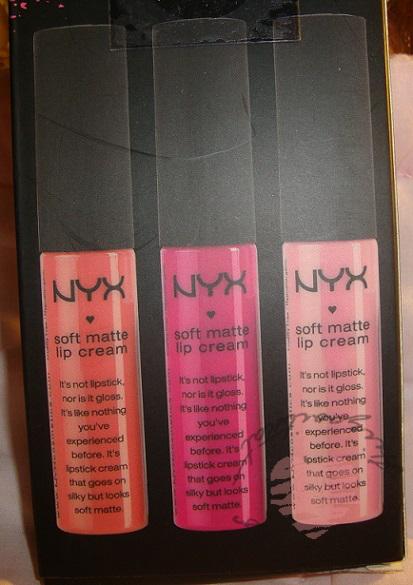 NYX
soft matte
lip cream
It's not lipstick,
nor is it gloss.
It's like nothing
you've
experienced
before. It's
lipstick cream
that goes on
silky but looks
soft matte.
NYX
soft matte
lip cream
It's not lipstick,
nor is it gloss.
It's like nothing
you've
experienced
before. It's
lipstick cream
that goes on
silky but looks
soft matte.
NYX
soft matte
lip cream
It's not lipstick,
nor is it gloss.
It's like nothing
you've
experienced
before. It's
lipstick cream
that goes on
silky but looks
soft matte.